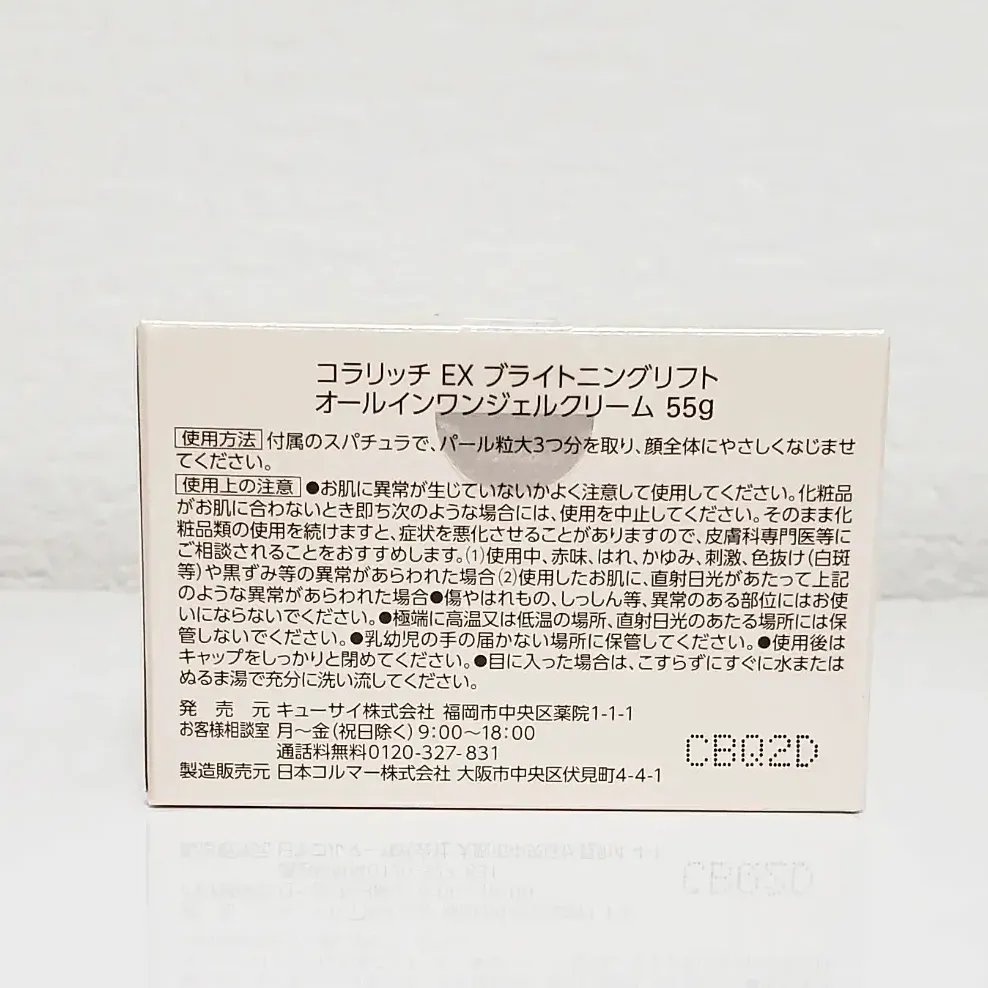 コラリッチ EX ブライトニングリフト
オールインワンジェルクリーム 55g
使用方法 付属のスパチュラで、パール粒大3つ分を取り、顔全体にやさしくなじませ
てください。
使用上の注意 ●お肌に異常が生じていないかよく注意して使用してください。化粧品
がお肌に合わないとき即ち次のような場合には、使用を中止してください。そのまま化
粧品類の使用を続けますと、症状を悪化させることがありますので、皮膚科専門医等に
ご相談されることをおすすめします。(1)使用中、赤味、はれ、かゆみ、刺激、色抜け(白斑
等)や黒ずみ等の異常があらわれた場合(2)使用したお肌に、直射日光があたって上記
のような異常があらわれた場合●傷やはれもの、しっしん等、異常のある部位にはお使
いにならないでください。●極端に高温又は低温の場所、直射日光のあたる場所には保
管しないでください。●乳幼児の手の届かない場所に保管してください。●使用後は
キャップをしっかりと閉めてください。●目に入った場合は、こすらずにすぐに水または
ぬるま湯で充分に洗い流してください。
発売元 キューサイ株式会社 福岡市中央区薬院1-1-1
お客様相談室 月～金(祝日除く)9:00～18:00
通話料無料0120-327-831
製造販売元 日本コルマー株式会社 大阪市中央区伏見町4-4-1
CB02D